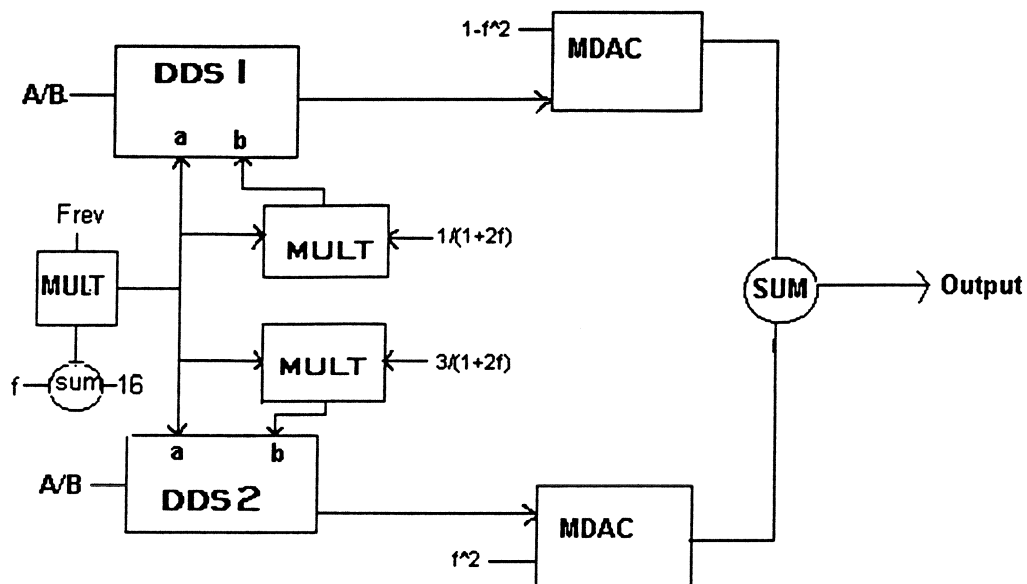 1-f^2
MDAC
DDS 1
A/B
a b
Frev
MULT
1/(1+2f)
MULT
SUM
Output
MULT
3/(1+2f)
f
sum
16
a b
A/B
DDS 2
MDAC
f^2